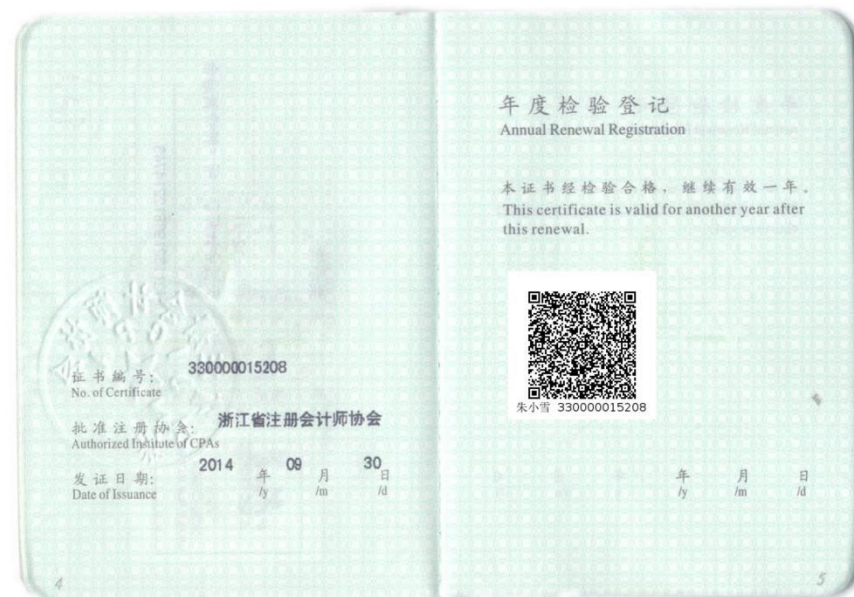 证书编号: 330000015208
No. of Certificate
批准注册协会: 浙江省注册会计师协会
Authorized Institute of CPAs
发证日期: 2014 年 09 月 30 日
Date of Issuance /y /m /d
4
年度检验登记
Annual Renewal Registration
本证书经检验合格，继续有效一年。
This certificate is valid for another year after
this renewal.
朱小雪 330000015208
年 月 日
/y /m /d
5